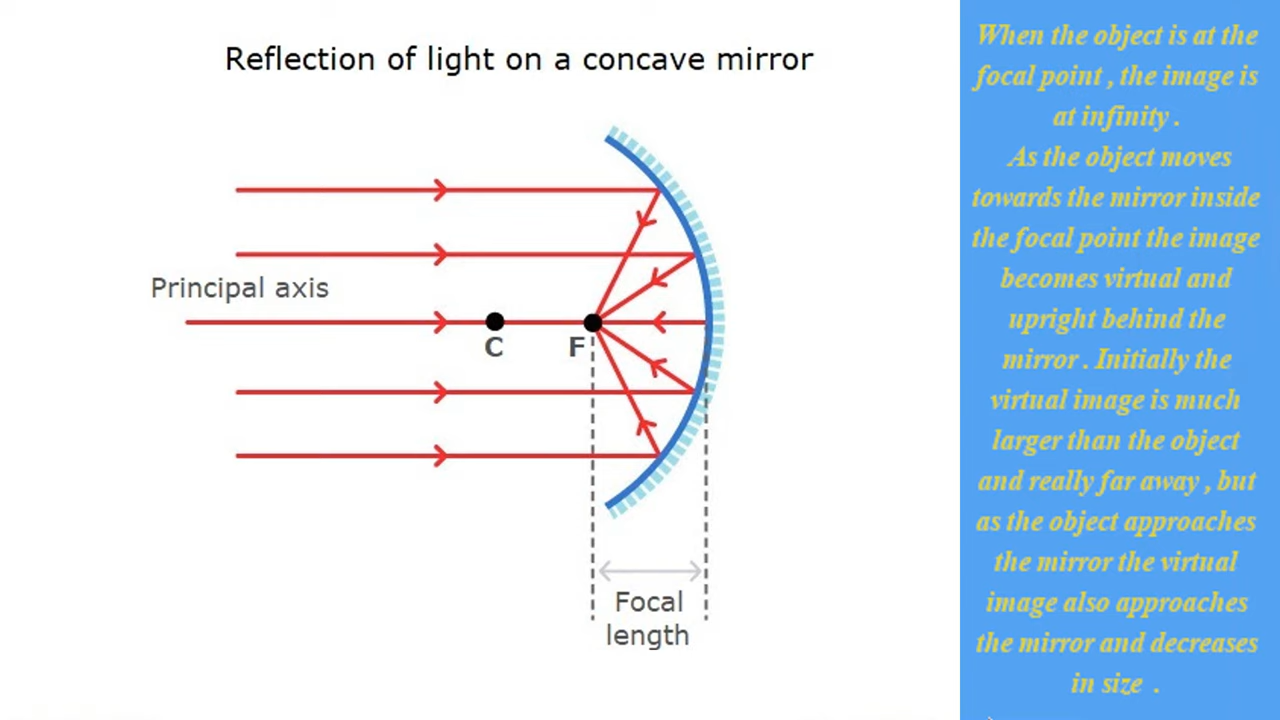 Reflection of light on a concave mirror
Principal axis
C
F
Focal
length
When the object is at the
focal point , the image is
at infinity .
As the object moves
towards the mirror inside
the focal point the image
becomes virtual and
upright behind the
mirror . Initially the
virtual image is much
larger than the object
and really far away , but
as the object approaches
the mirror the virtual
image also approaches
the mirror and decreases
in size .